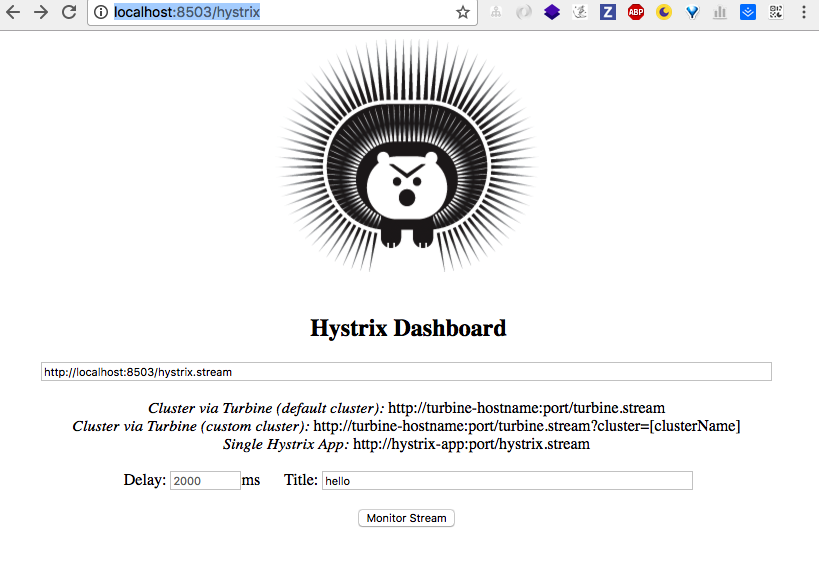 localhost:8503/hystrix
Z
ABP
Hystrix Dashboard
http://localhost:8503/hystrix.stream
Cluster via Turbine (default cluster): http://turbine-hostname:port/turbine.stream
Cluster via Turbine (custom cluster): http://turbine-hostname:port/turbine.stream?cluster=[clusterName]
Single Hystrix App: http://hystrix-app:port/hystrix.stream
Delay: 2000 ms Title: hello
Monitor Stream